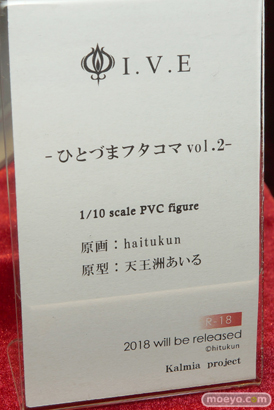 I.V.E
-ひとづまフタコマ vol.2-
1/10 scale PVC figure
原画：haitukun
原型：天王洲あいる
R-18
2018 will be released
©hitukun
Kalmia project
moeyo.com